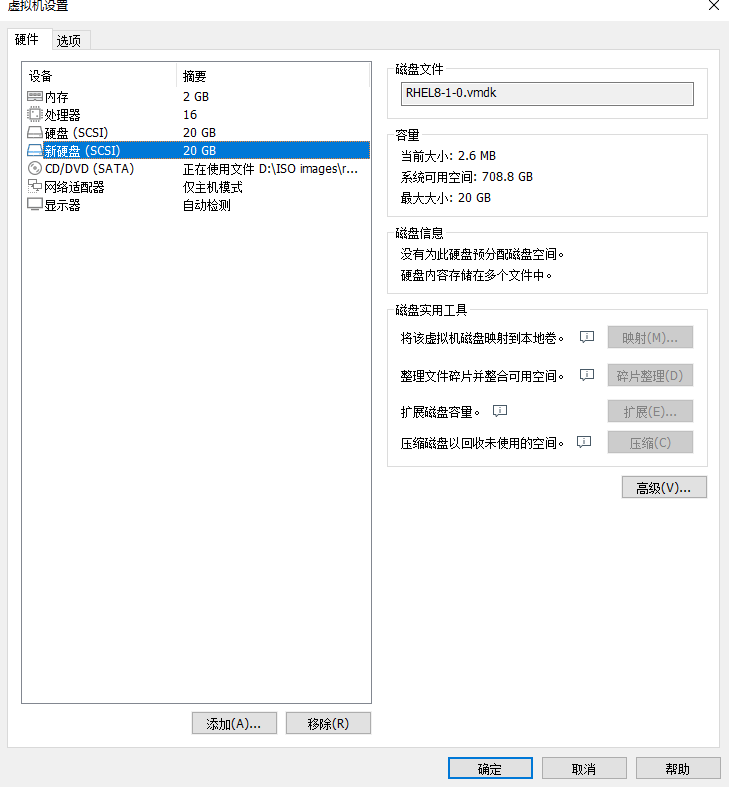 虚拟机设置
硬件 选项
设备 摘要
内存 2 GB
处理器 16
硬盘 (SCSI) 20 GB
新硬盘 (SCSI) 20 GB
CD/DVD (SATA) 正在使用文件 D:\ISO images\r...
网络适配器 仅主机模式
显示器 自动检测
添加(A)... 移除(R)
磁盘文件
RHEL8-1-0.vmdk
容量
当前大小: 2.6 MB
系统可用空间: 708.8 GB
最大大小: 20 GB
磁盘信息
没有为此硬盘预分配磁盘空间。
硬盘内容存储在多个文件中。
磁盘实用工具
将该虚拟机磁盘映射到本地卷。 映射(M)...
整理文件碎片并整合可用空间。 碎片整理(D)
扩展磁盘容量。 扩展(E)...
压缩磁盘以回收未使用的空间。 压缩(C)
高级(V)...
确定 取消 帮助